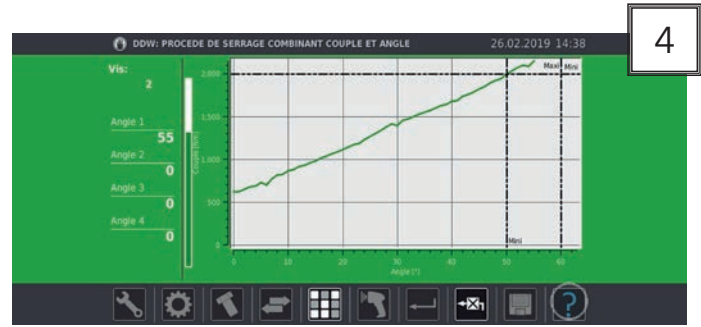 DDW: PROCEDE DE SERRAGE COMBINANT COUPLE ET ANGLE 26.02.2019 14:38
4
Vis:
2
Angle 1
55
Angle 2
0
Angle 3
0
Angle 4
0
Couple [Nm]
2,000
1,500
1,000
500
0
Maxi Mini
Mini
0 10 20 30 40 50 60
Angle [°]
?